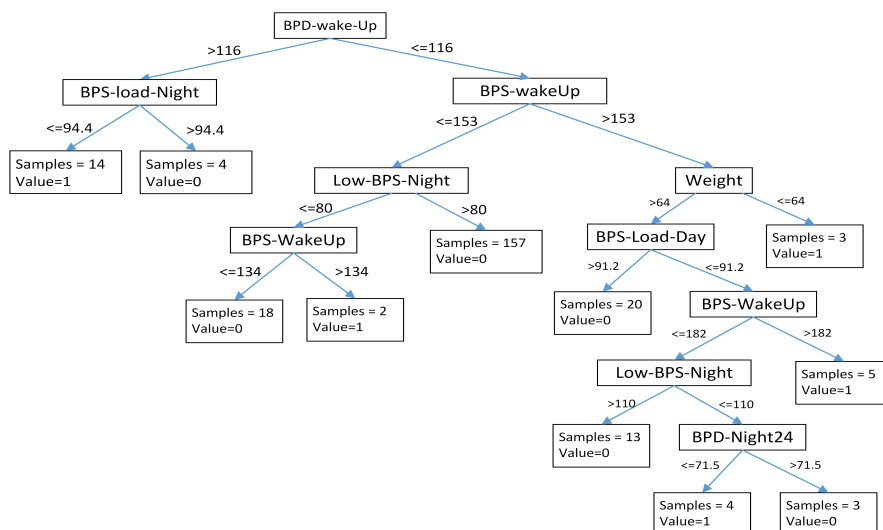 BPD-wake-Up
>116
<=116
BPS-load-Night
BPS-wakeUp
<=94.4
>94.4
<=153
>153
Samples = 14
Value=1
Samples = 4
Value=0
Low-BPS-Night
Weight
<=80
>80
>64
<=64
BPS-WakeUp
Samples = 157
Value=0
BPS-Load-Day
Samples = 3
Value=1
<=134
>134
>91.2
<=91.2
Samples = 18
Value=0
Samples = 2
Value=1
Samples = 20
Value=0
BPS-WakeUp
<=182
>182
Low-BPS-Night
Samples = 5
Value=1
>110
<=110
Samples = 13
Value=0
BPD-Night24
<=71.5
>71.5
Samples = 4
Value=1
Samples = 3
Value=0